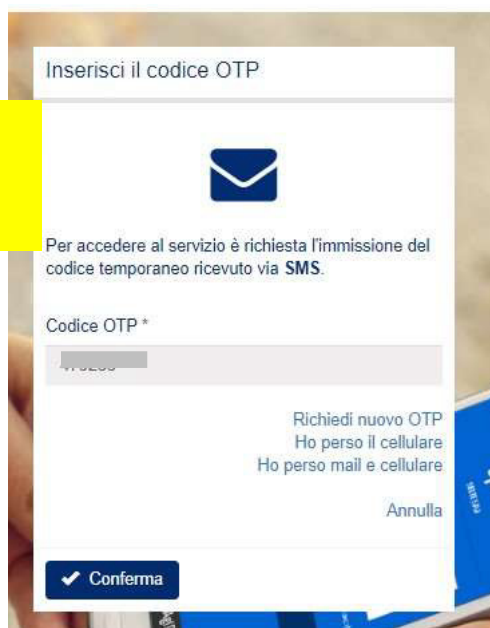 Inserisci il codice OTP
Per accedere al servizio è richiesta l'immissione del
codice temporaneo ricevuto via SMS.
Codice OTP *
Richiedi nuovo OTP
Ho perso il cellulare
Ho perso mail e cellulare
Annulla
Conferma